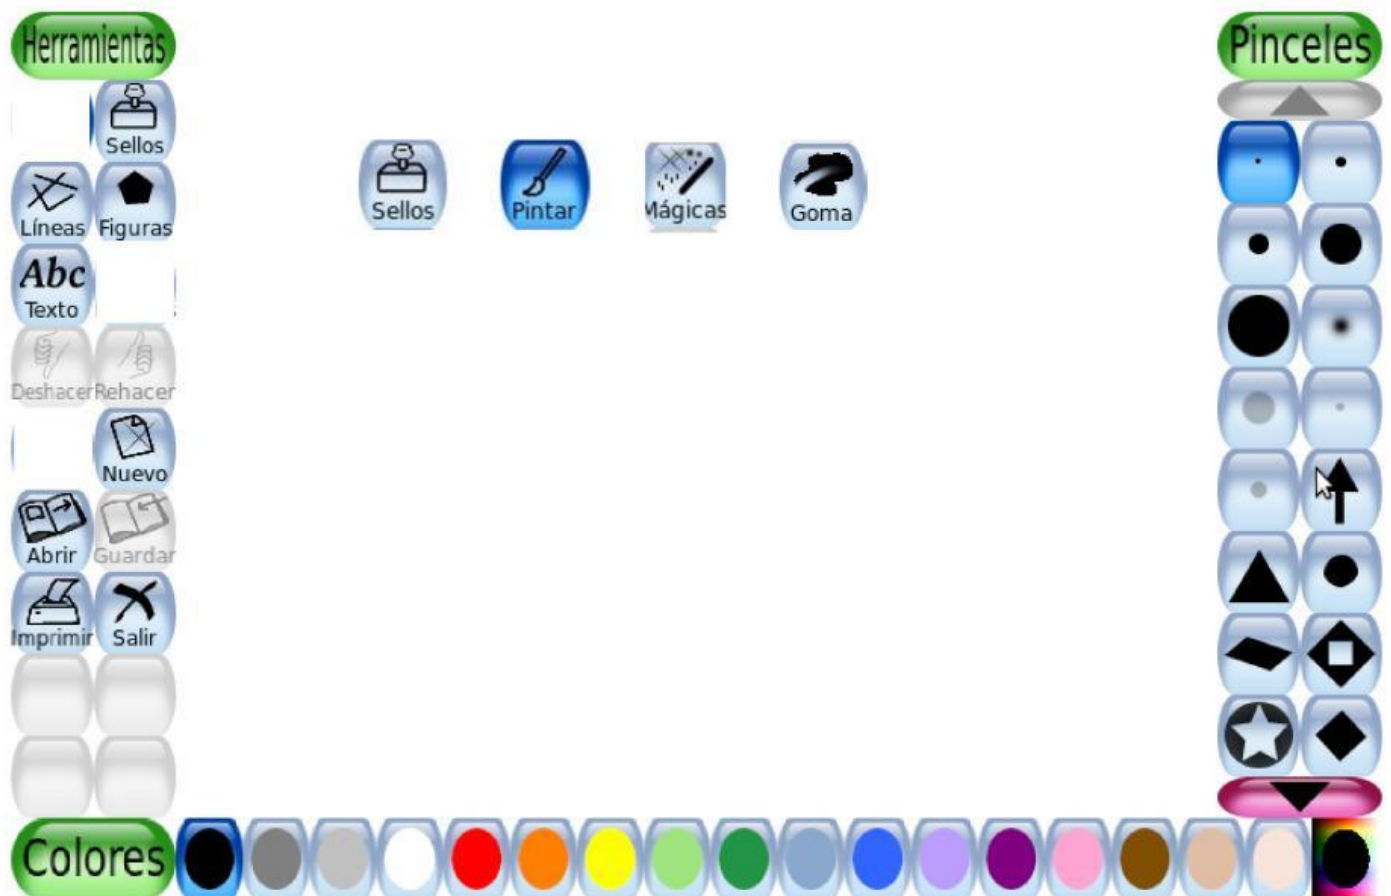 Herramientas
Pinceles
Sellos
Líneas Figuras
Sellos Pintar Mágicas Goma
Abc
Texto
Deshacer Rehacer
Nuevo
Abrir Guardar
Imprimir Salir
Colores